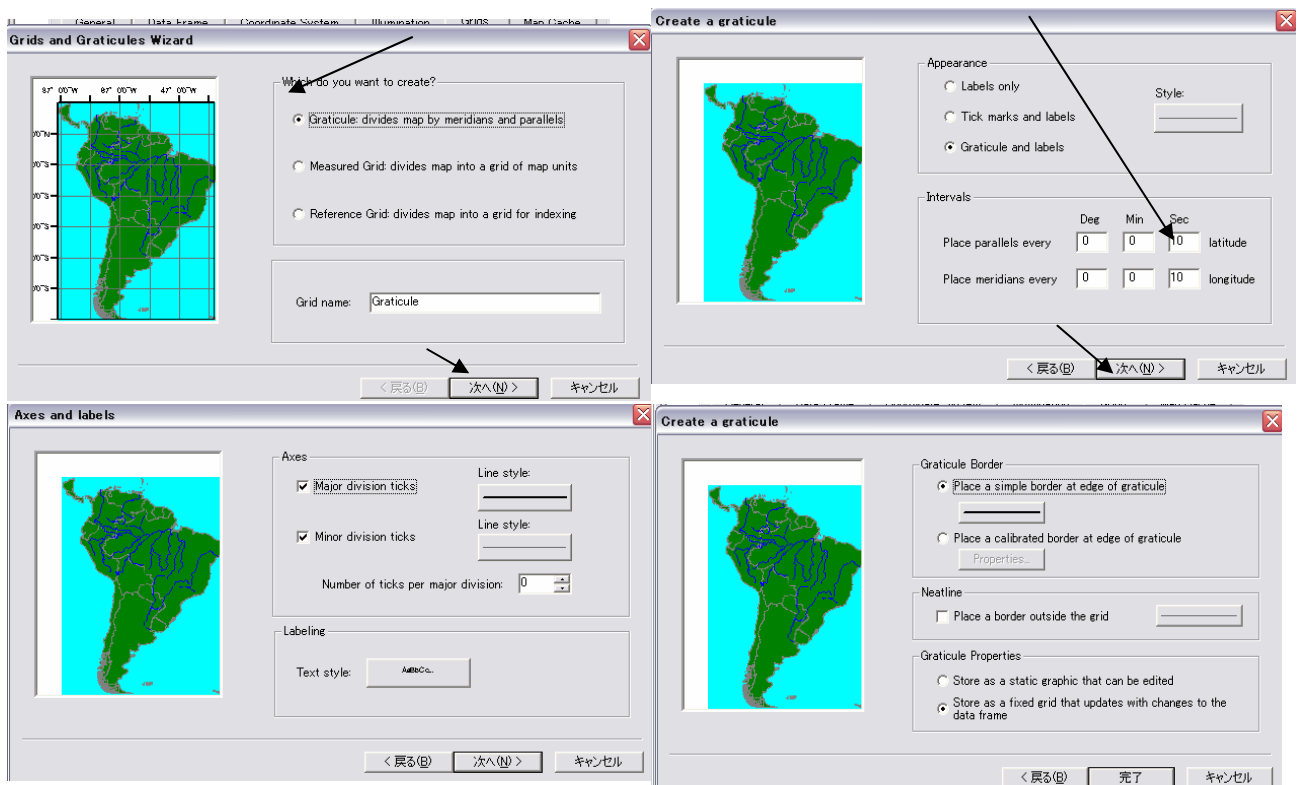 General
Data Frame
Coordinate System
Illumination
Grids
Map Cache
Grids and Graticules Wizard
Which do you want to create?
Graticule: divides map by meridians and parallels
Measured Grid: divides map into a grid of map units
Reference Grid: divides map into a grid for indexing
Grid name:
Graticule
< 戻る(B)
次へ(N) >
キャンセル
Create a graticule
Appearance
Labels only
Tick marks and labels
Graticule and labels
Style:
Intervals
Deg Min Sec
Place parallels every 0 0 10 latitude
Place meridians every 0 0 10 longitude
< 戻る(B)
次へ(N) >
キャンセル
Axes and labels
Axes
Major division ticks
Line style:
Minor division ticks
Line style:
Number of ticks per major division: 0
Labeling
Text style:
AaBbCc...
< 戻る(B)
次へ(N) >
キャンセル
Create a graticule
Graticule Border
Place a simple border at edge of graticule
Place a calibrated border at edge of graticule
Properties...
Neatline
Place a border outside the grid
Graticule Properties
Store as a static graphic that can be edited
Store as a fixed grid that updates with changes to the
data frame
< 戻る(B)
完了
キャンセル